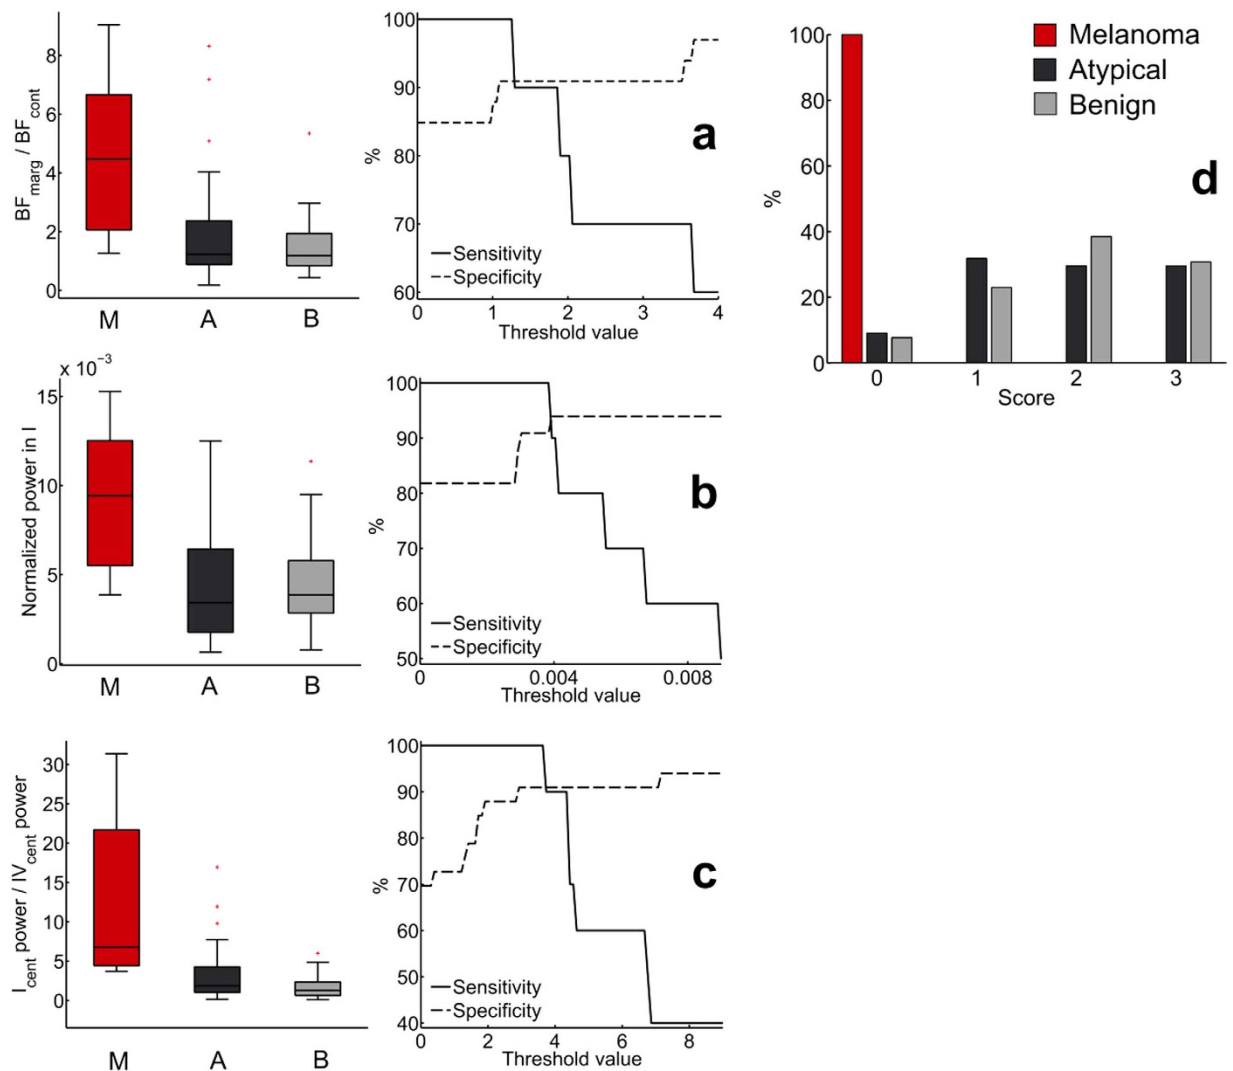 8
6
4
2
0
BFmarg / BFcont
M
A
B
100
90
80
70
60
%
Sensitivity
Specificity
0
1
2
3
4
Threshold value
a
x 10−3
15
10
5
0
Normalized power in I
M
A
B
100
90
80
70
60
50
%
Sensitivity
Specificity
0
0.004
0.008
Threshold value
b
30
25
20
15
10
5
0
Icent power / IVcent power
M
A
B
100
90
80
70
60
50
40
%
Sensitivity
Specificity
0
2
4
6
8
Threshold value
c
100
80
60
40
20
0
%
Melanoma
Atypical
Benign
d
0
1
2
3
Score